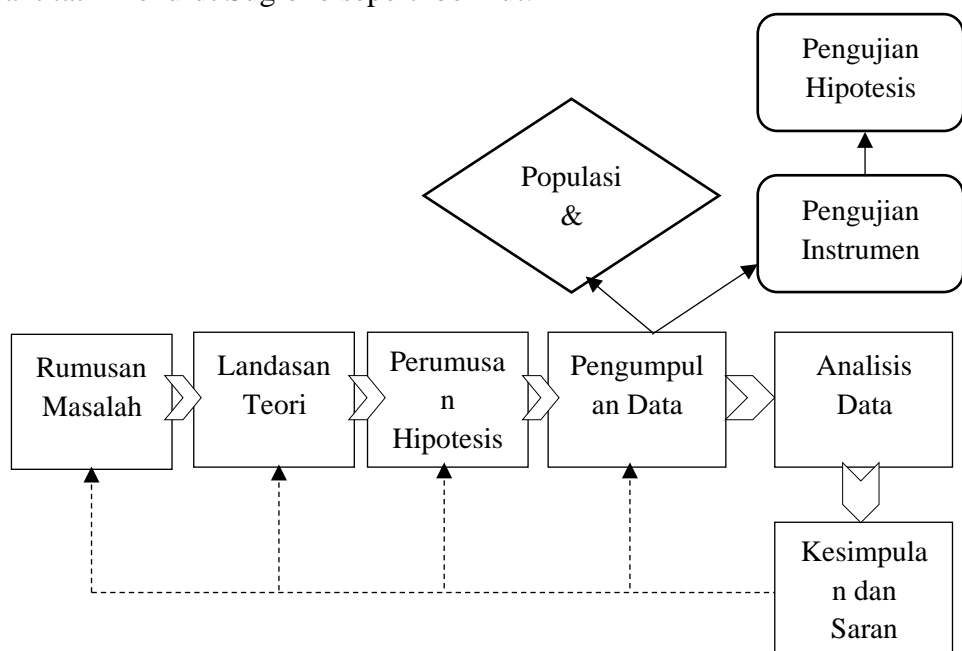 Pengujian
Hipotesis
Populasi
&
Pengujian
Instrumen
Rumusan
Masalah
Landasan
Teori
Perumusa
n
Hipotesis
Pengumpul
an Data
Analisis
Data
Kesimpula
n dan
Saran